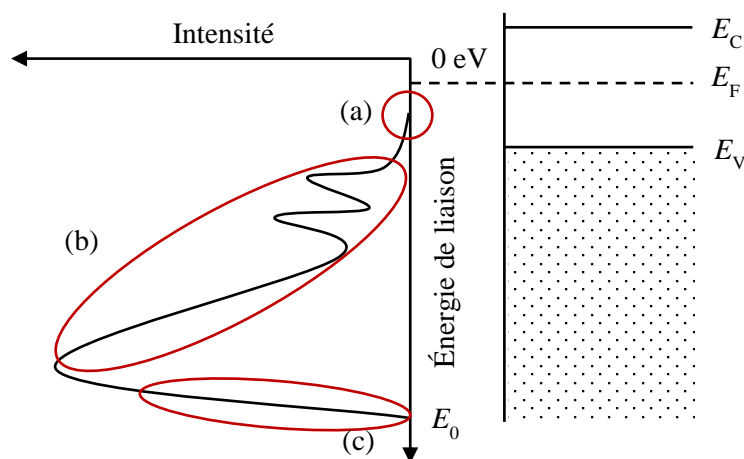 Intensité
0 eV
E_C
E_F
(a)
E_V
(b)
Énergie de liaison
E_0
(c)